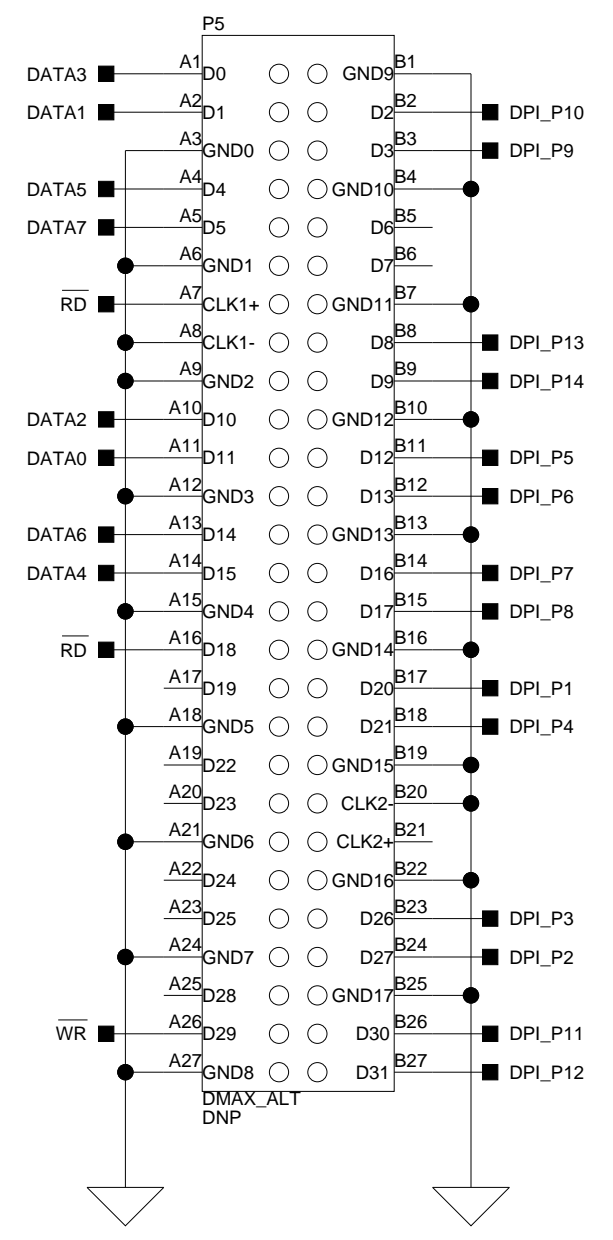 P5
A1 B1
DATA3 D0 GND9
A2 B2
DATA1 D1 D2 DPI_P10
A3 B3
GND0 D3 DPI_P9
A4 B4
DATA5 D4 GND10
A5 B5
DATA7 D5 D6
A6 B6
GND1 D7
A7 B7
RD CLK1+ GND11
A8 B8
CLK1- D8 DPI_P13
A9 B9
GND2 D9 DPI_P14
A10 B10
DATA2 D10 GND12
A11 B11
DATA0 D11 D12 DPI_P5
A12 B12
GND3 D13 DPI_P6
A13 B13
DATA6 D14 GND13
A14 B14
DATA4 D15 D16 DPI_P7
A15 B15
GND4 D17 DPI_P8
A16 B16
RD D18 GND14
A17 B17
D19 D20 DPI_P1
A18 B18
GND5 D21 DPI_P4
A19 B19
D22 GND15
A20 B20
D23 CLK2-
A21 B21
GND6 CLK2+
A22 B22
D24 GND16
A23 B23
D25 D26 DPI_P3
A24 B24
GND7 D27 DPI_P2
A25 B25
D28 GND17
A26 B26
WR D29 D30 DPI_P11
A27 B27
GND8 D31 DPI_P12
DMAX_ALT
DNP